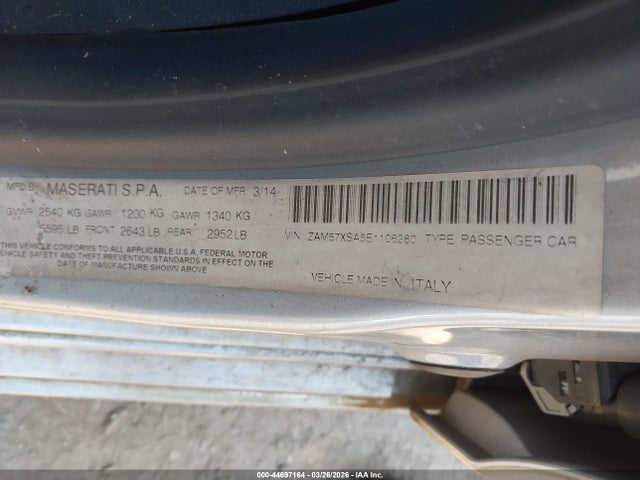 MFD BY MASERATI S.P.A. DATE OF MFR 3/14
GVWR 2540 KG GAWR 1200 KG GAWR 1340 KG
5595 LB FRONT 2643 LB REAR 2952 LB
THIS VEHICLE CONFORMS TO ALL APPLICABLE U.S.A. FEDERAL MOTOR
VEHICLE SAFETY AND THEFT PREVENTION STANDARDS IN EFFECT ON THE
DATE OF MANUFACTURE SHOWN ABOVE
VIN ZAM57XSA5E1106280 TYPE PASSENGER CAR
VEHICLE MADE IN ITALY
000-44697164 | 03/26/2026 - IAA Inc.